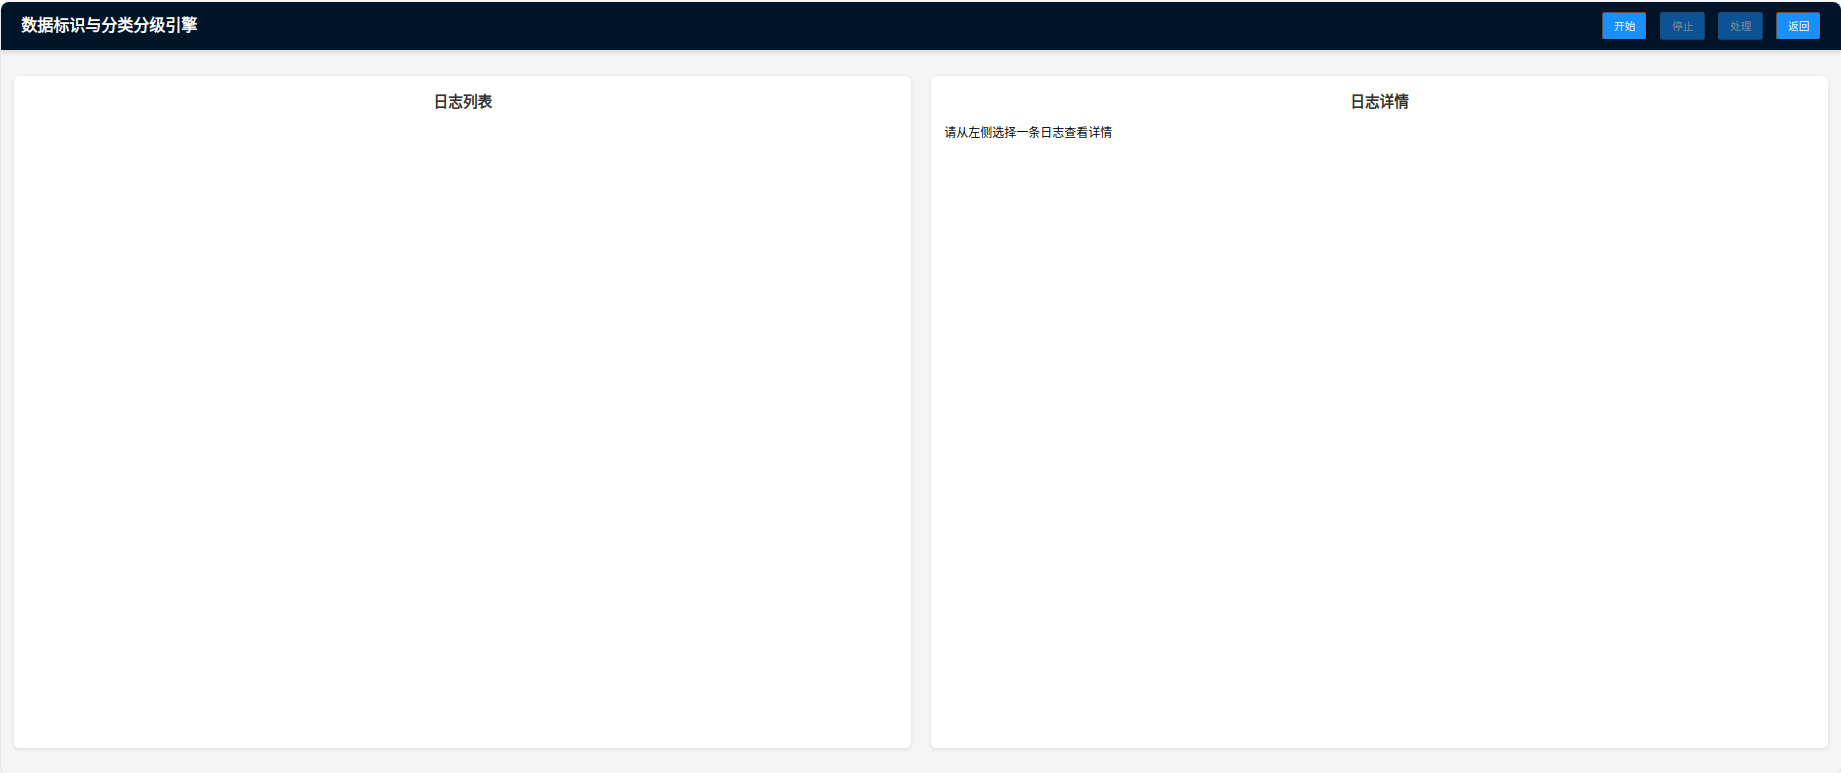 数据标识与分类分级引擎
开始 停止 处理 返回
日志列表
日志详情
请从左侧选择一条日志查看详情